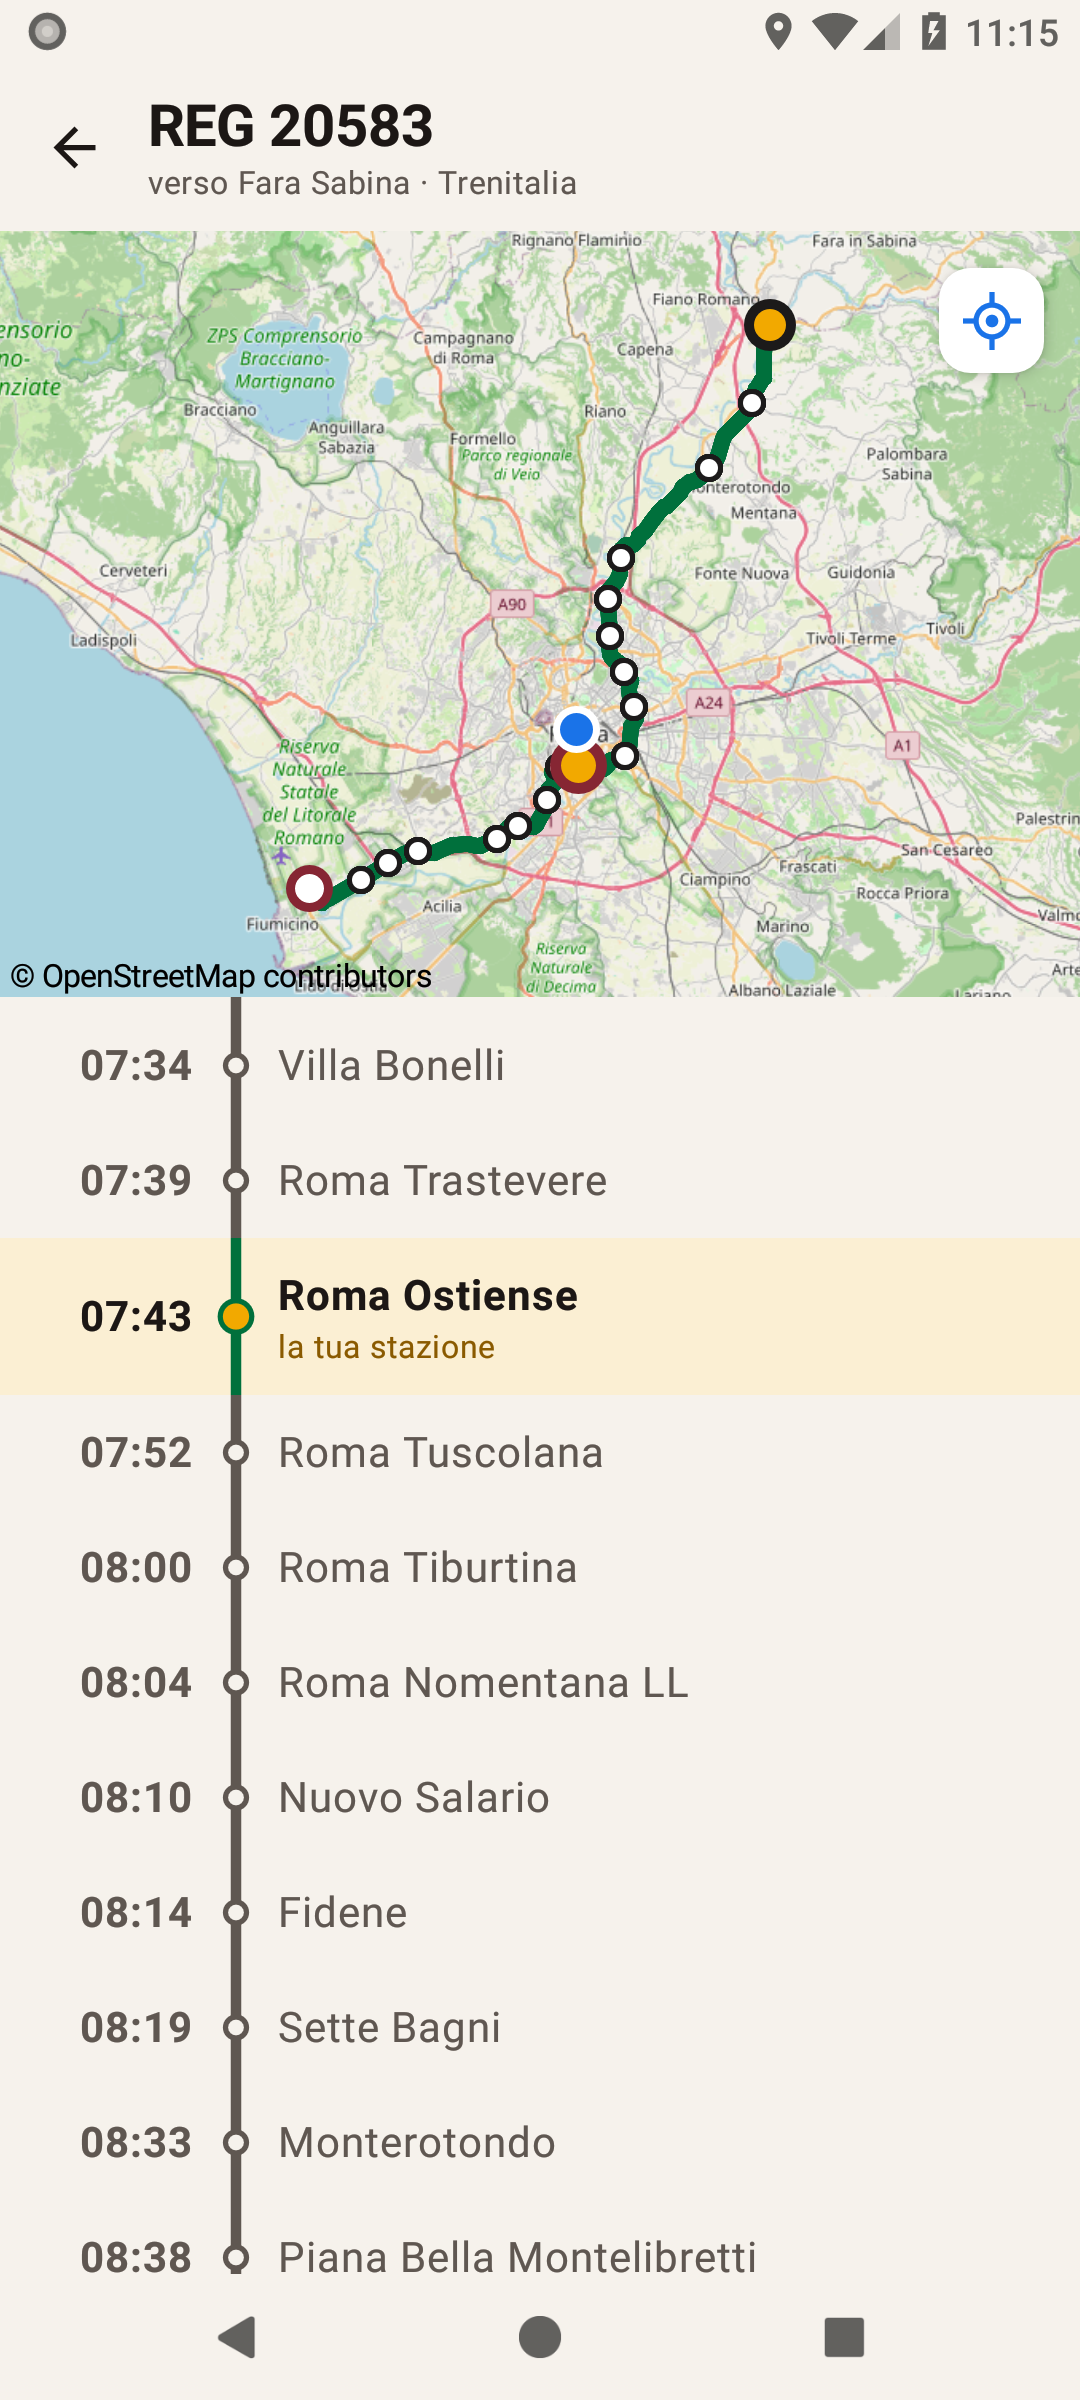 11:15
REG 20583
verso Fara Sabina · Trenitalia
Rignano Flaminio
Fara in Sabina
Fiano Romano
ZPS Comprensorio
Bracciano-
Martignano
Campagnano
di Roma
Capena
Bracciano
Anguillara
Sabazia
Riano
Formello
Parco regionale
di Veio
Palombara
Sabina
Mentana
Cerveteri
Fonte Nuova
Guidonia
A90
Ladispoli
Tivoli Terme
Tivoli
A24
A1
Riserva
Naturale
Statale
del Litorale
Romano
San Cesareo
Frascati
Ciampino
Rocca Priora
Acilia
Fiumicino
Marino
Riserva
Naturale
di Decima
Albano Laziale
Lariano
© OpenStreetMap contributors
07:34 Villa Bonelli
07:39 Roma Trastevere
07:43 Roma Ostiense
la tua stazione
07:52 Roma Tuscolana
08:00 Roma Tiburtina
08:04 Roma Nomentana LL
08:10 Nuovo Salario
08:14 Fidene
08:19 Sette Bagni
08:33 Monterotondo
08:38 Piana Bella Montelibretti